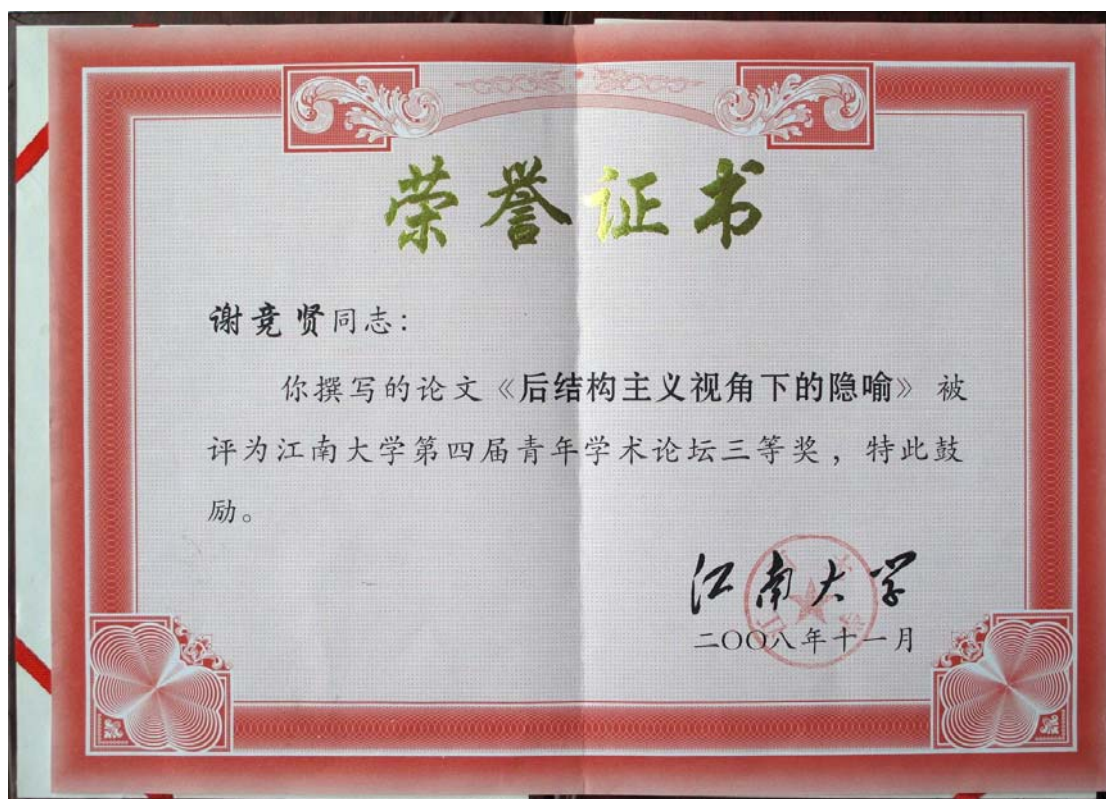 荣誉证书
谢竞贤同志：
你撰写的论文《后结构主义视角下的隐喻》被
评为江南大学第四届青年学术论坛三等奖，特此鼓
励。
江南大学
二〇〇八年十一月